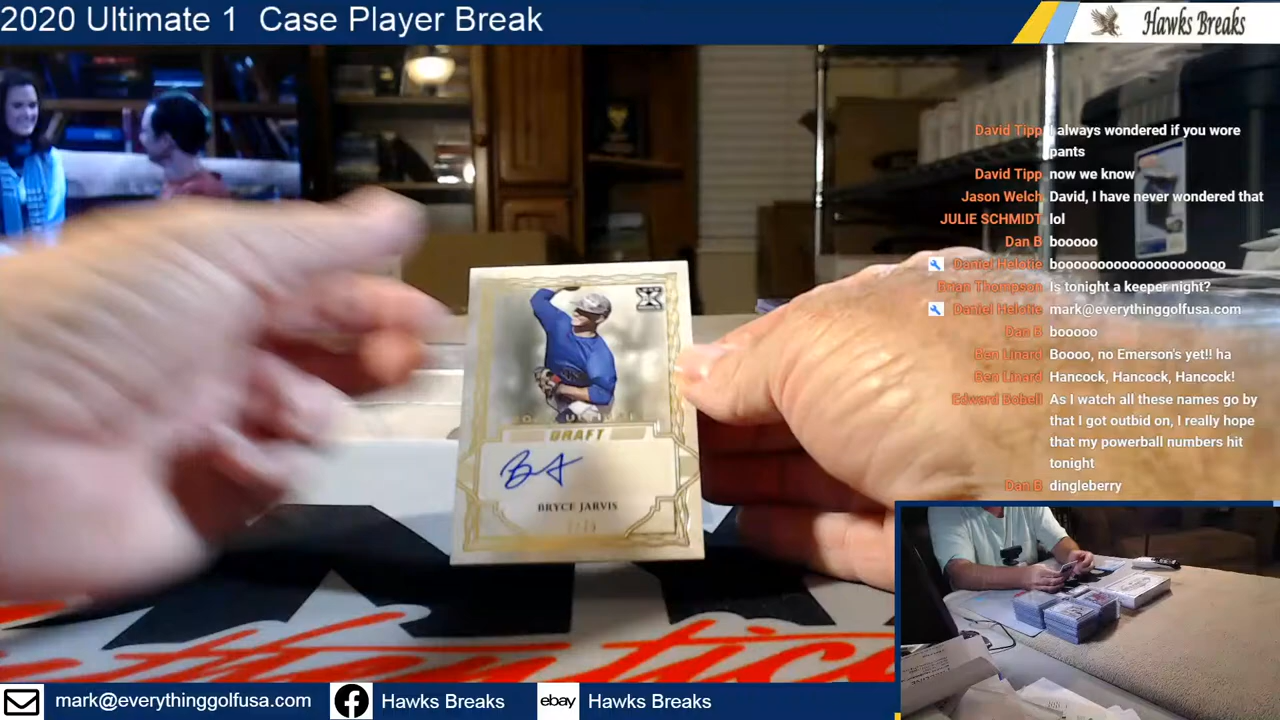 2020 Ultimate 1 Case Player Break
Hawks Breaks
David Tipp I always wondered if you wore
pants
David Tipp now we know
Jason Welch David, I have never wondered that
JULIE SCHMIDT lol
Dan B booooo
Daniel Helotie booooooooooooooooooooo
Brian Thompson Is tonight a keeper night?
Daniel Helotie mark@everythinggolfusa.com
Dan B booooo
Ben Linard Boooo, no Emerson's yet!! ha
Ben Linard Hancock, Hancock, Hancock!
Edward Bobell As I watch all these names go by
that I got outbid on, I really hope
that my powerball numbers hit
tonight
Dan B dingleberry
DRAFT
BRYCE JARVIS
mark@everythinggolfusa.com
Hawks Breaks
ebay
Hawks Breaks